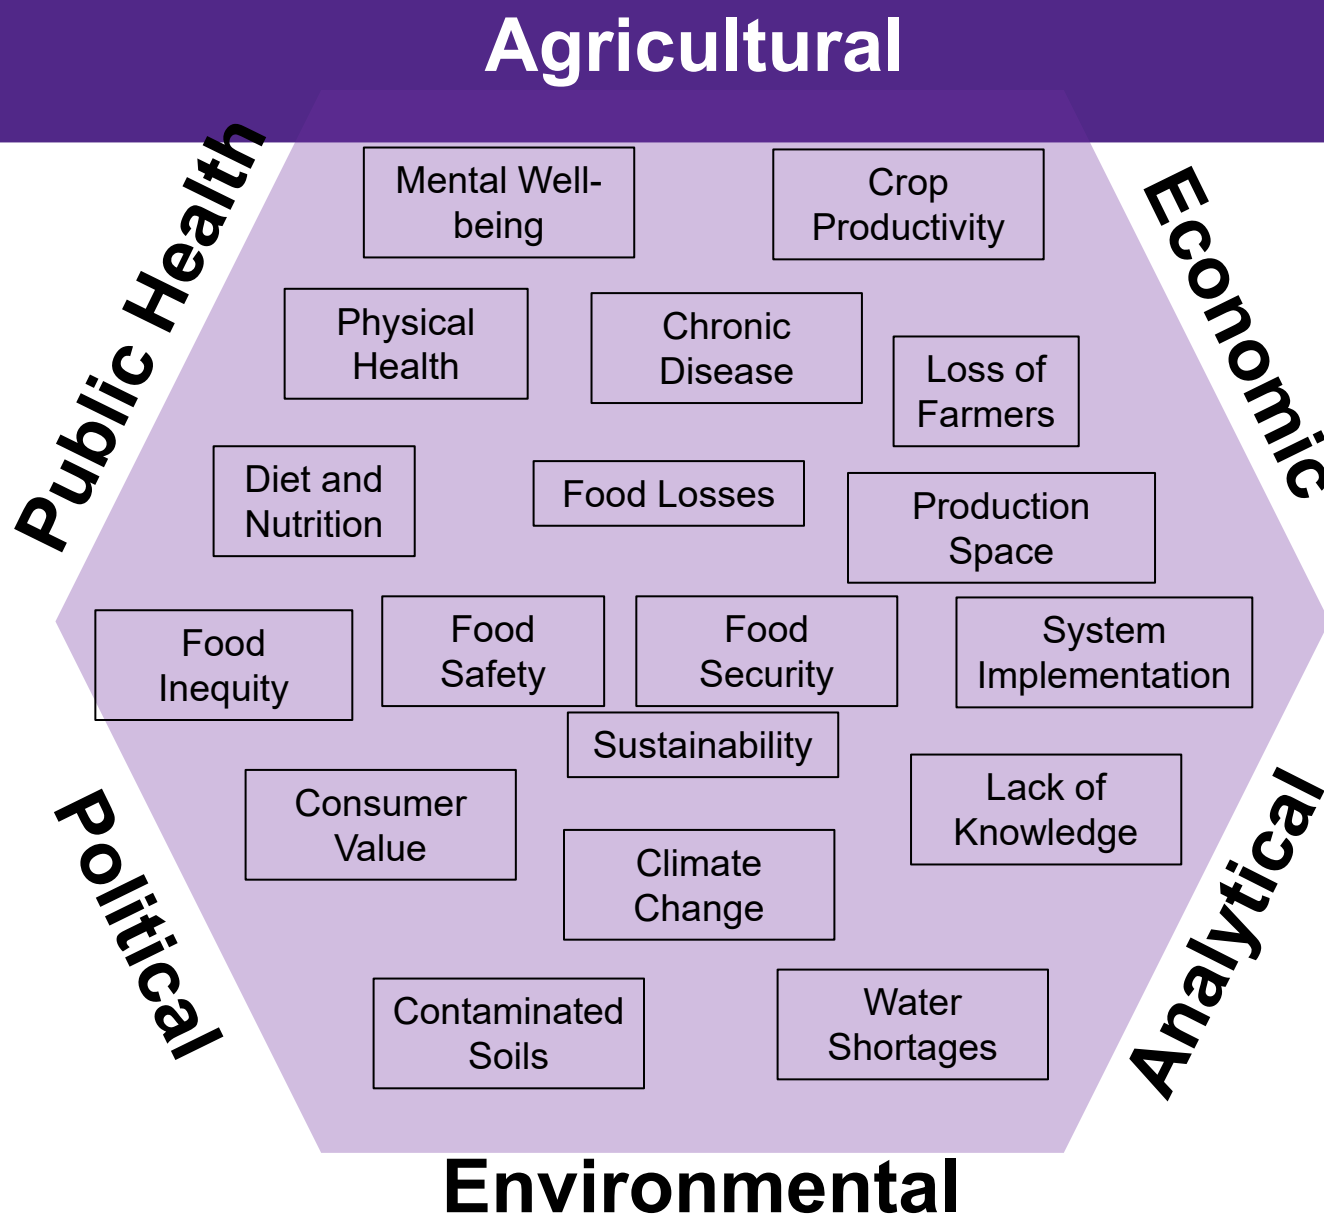 Agricultural
Public Health
Economic
Mental Well-
being
Crop
Productivity
Physical
Health
Chronic
Disease
Loss of
Farmers
Diet and
Nutrition
Food Losses
Production
Space
Food
Inequity
Food
Safety
Food
Security
System
Implementation
Sustainability
Consumer
Value
Lack of
Knowledge
Climate
Change
Political
Analytical
Contaminated
Soils
Water
Shortages
Environmental